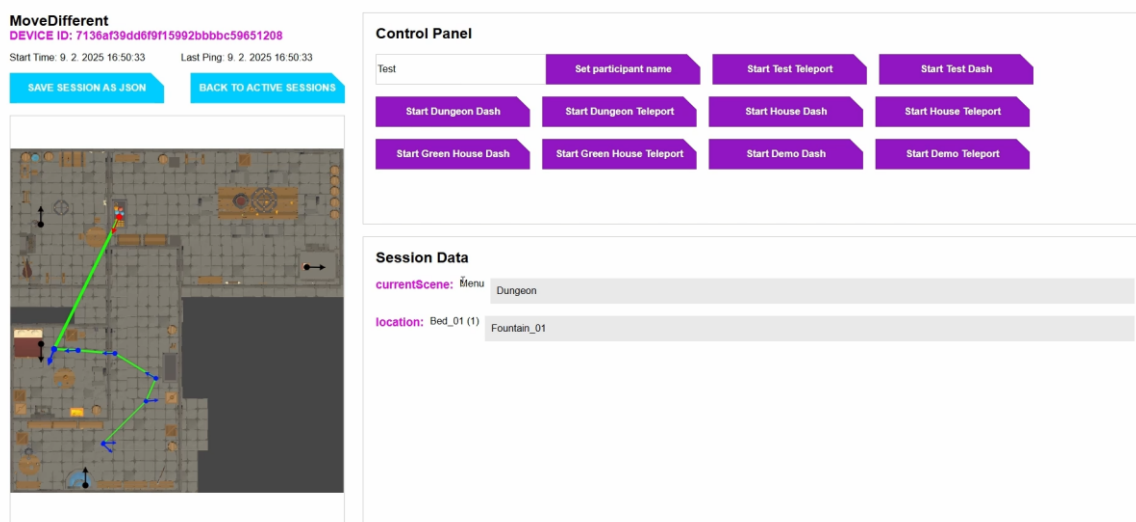 MoveDifferent
DEVICE ID: 7136af39dd6f9f15992bbbbc59651208
Start Time: 9. 2. 2025 16:50:33 Last Ping: 9. 2. 2025 16:50:33
SAVE SESSION AS JSON BACK TO ACTIVE SESSIONS
Control Panel
Test Set participant name Start Test Teleport Start Test Dash
Start Dungeon Dash Start Dungeon Teleport Start House Dash Start House Teleport
Start Green House Dash Start Green House Teleport Start Demo Dash Start Demo Teleport
Session Data
currentScene: Menu Dungeon
location: Bed_01 (1) Fountain_01